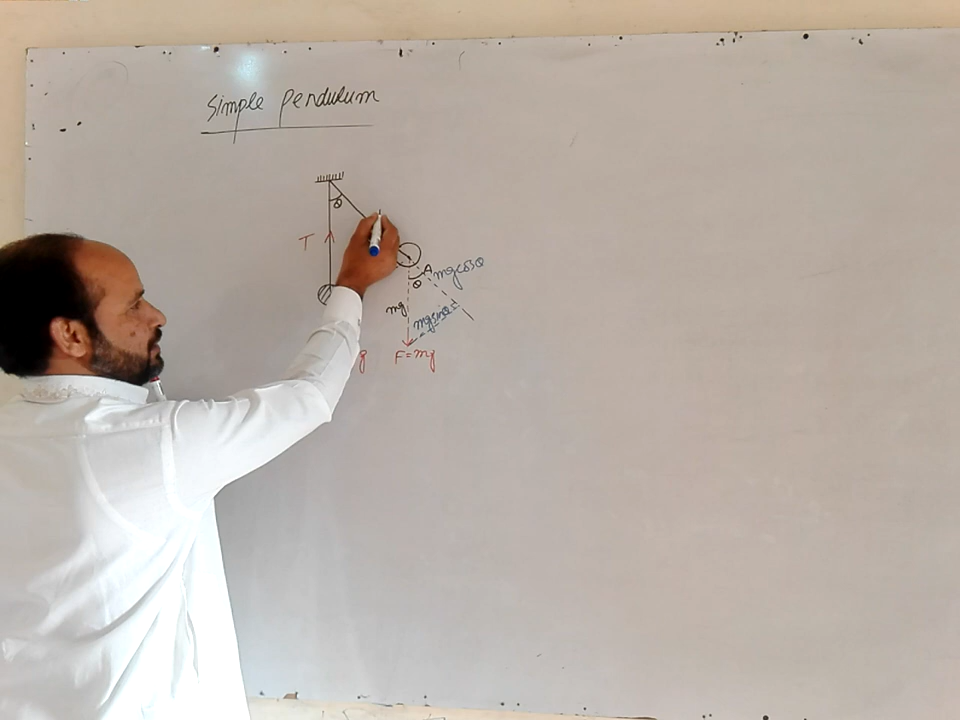 Simple Pendulum
θ
T
A
mgcosθ
θ
mg
mgsinθ
g
F=mg